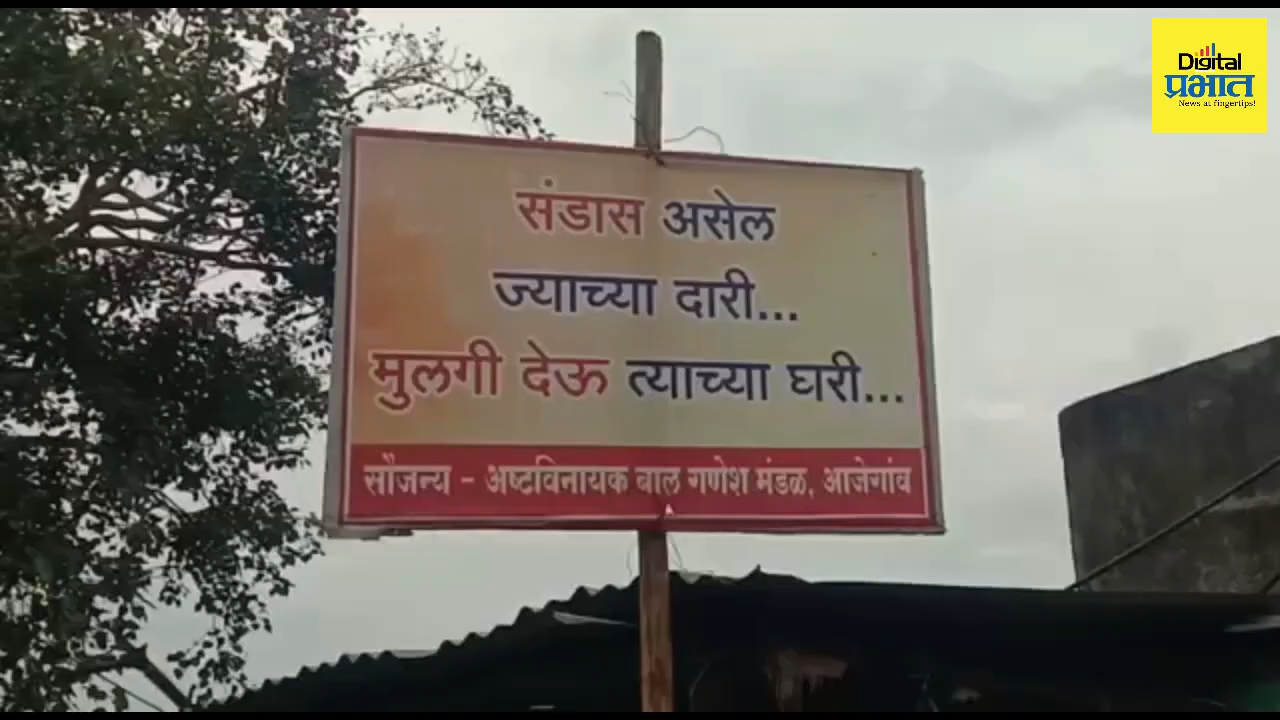 Digital
प्रभात
News at fingertips!
संडास असेल
ज्याच्या दारी...
मुलगी देऊ त्याच्या घरी...
सौजन्य - अष्टविनायक बाल गणेश मंडळ, आजेगांव